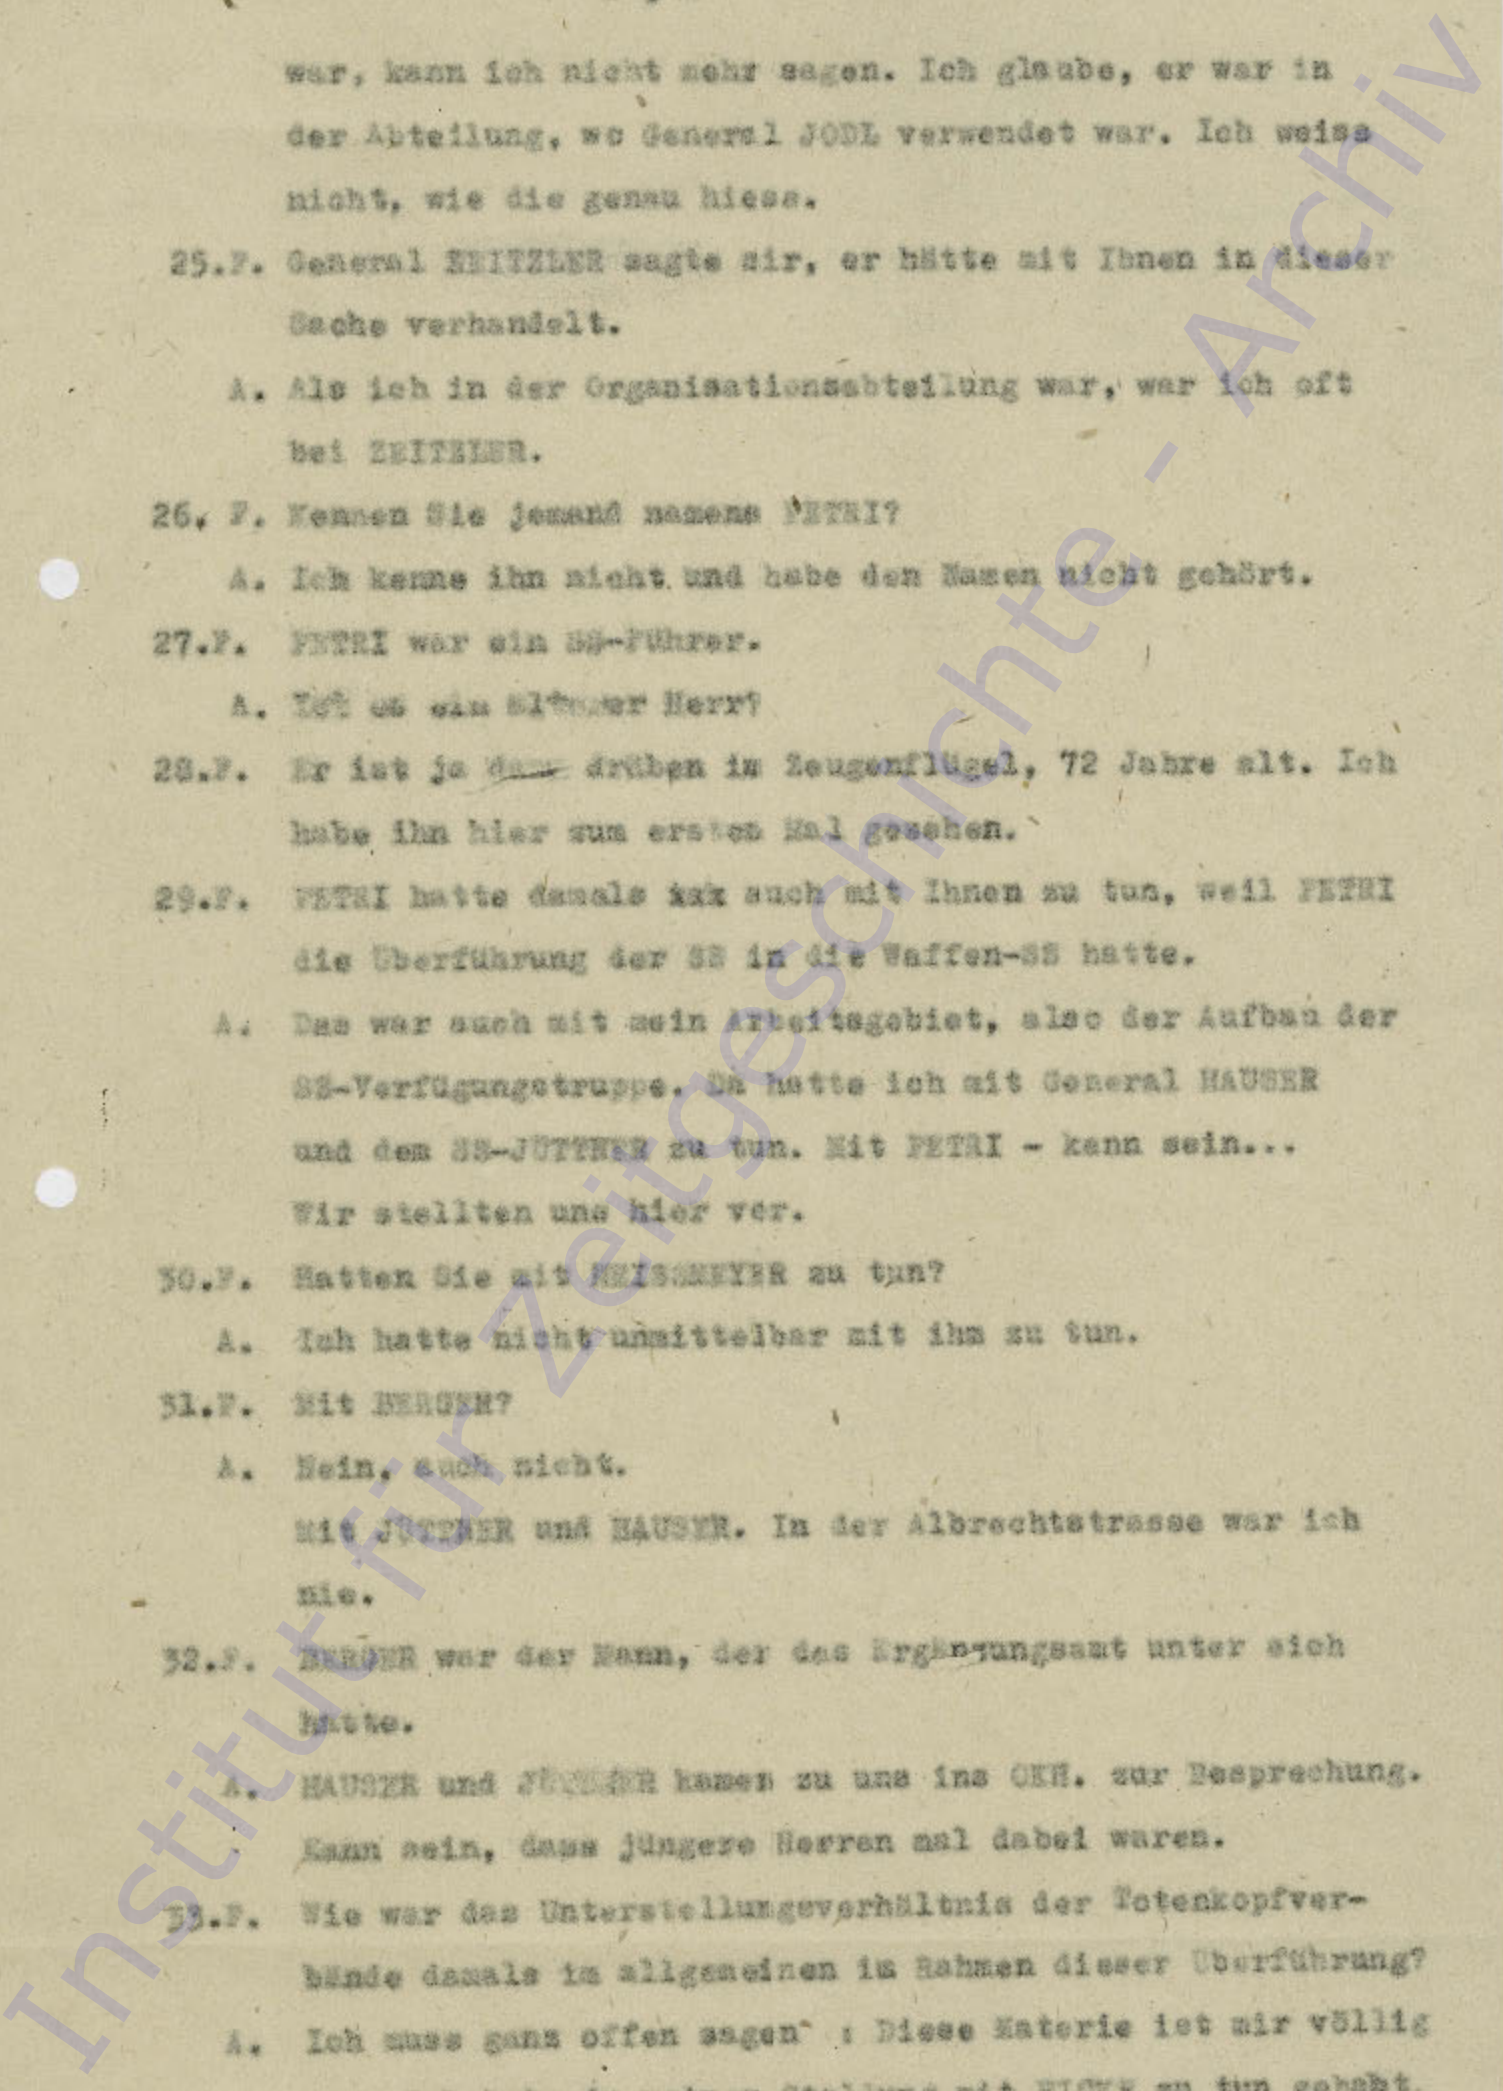 war, kann ich nicht mehr sagen. Ich glaube, er war in
der Abteilung, wo General JODL verwendet war. Ich weiss
nicht, wie die genau hiess.
25.F. General ZEITZLER sagte mir, er hätte mit Ihnen in dieser
Sache verhandelt.
A. Als ich in der Organisationsabteilung war, war ich oft
bei ZEITZLER.
26. F. Kennen Sie jemand namens PETRI?
A. Ich kenne ihn nicht und habe den Namen nicht gehört.
27.F. PETRI war ein SS-Führer.
A. Ist es ein älterer Herr?
28.F. Er ist ja drüben im Zeugenflügel, 72 Jahre alt. Ich
habe ihn hier zum ersten Mal gesehen.
29.F. PETRI hatte damals xxx auch mit Ihnen zu tun, weil PETRI
die Überführung der SS in die Waffen-SS hatte.
A. Das war auch mit mein Arbeitsgebiet, also der Aufbau der
SS-Verfügungstruppe. Da hatte ich mit General HAUSER
und dem SS-JÜTTNER zu tun. Mit PETRI - kann sein...
Wir stellten uns hier vor.
30.F. Hatten Sie mit HEISSMEYER zu tun?
A. Ich hatte nicht unmittelbar mit ihm zu tun.
31.F. Mit BERGER?
A. Nein, auch nicht.
Mit JÜTTNER und HAUSER. In der Albrechtstrasse war ich
nie.
32.F. BERGER war der Mann, der das Ergänzungsamt unter sich
hatte.
A. HAUSER und JÜTTNER kamen zu uns ins OKH. zur Besprechung.
Kann sein, dass jüngere Herren mal dabei waren.
33.F. Wie war das Unterstellungsverhältnis der Totenkopfver-
bände damals im allgemeinen im Rahmen dieser Überführung?
A. Ich muss ganz offen sagen : Diese Materie ist mir völlig
mit zu tun gehabt.
Institut für Zeitgeschichte - Archiv